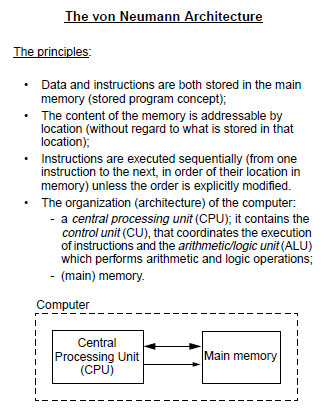 The von Neumann Architecture
The principles:
• Data and instructions are both stored in the main
memory (stored program concept);
• The content of the memory is addressable by
location (without regard to what is stored in that
location);
• Instructions are executed sequentially (from one
instruction to the next, in order of their location in
memory) unless the order is explicitly modified.
• The organization (architecture) of the computer:
- a central processing unit (CPU); it contains the
control unit (CU), that coordinates the execution
of instructions and the arithmetic/logic unit (ALU)
which performs arithmetic and logic operations;
- (main) memory.
Computer
Central
Processing Unit
(CPU)
Main memory